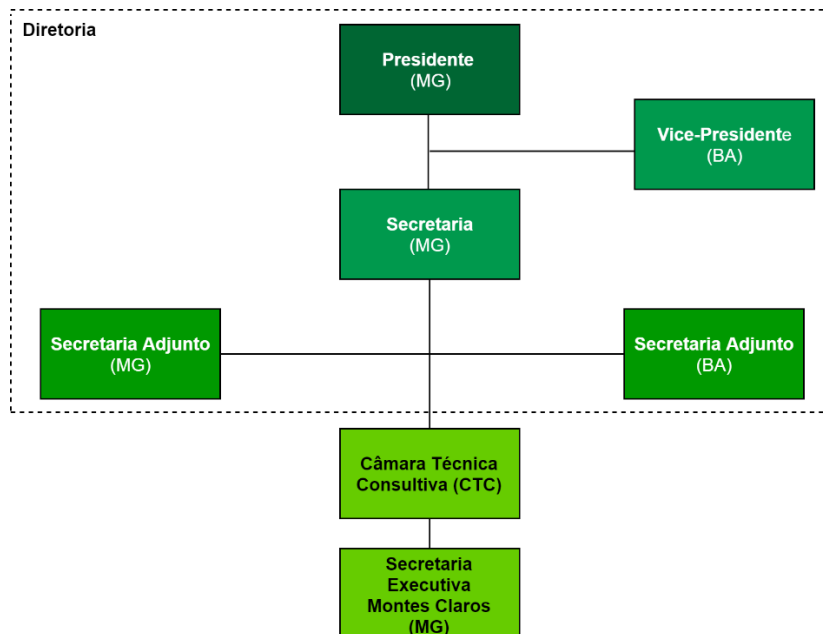 Diretoria
Presidente
(MG)
Vice-Presidente
(BA)
Secretaria
(MG)
Secretaria Adjunto
(MG)
Secretaria Adjunto
(BA)
Câmara Técnica
Consultiva (CTC)
Secretaria
Executiva
Montes Claros
(MG)